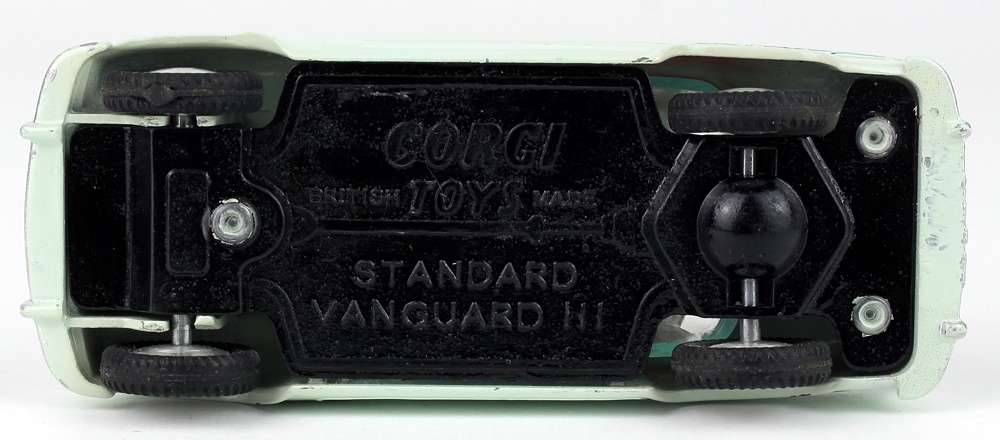 CORGI
BRITISH TOYS MADE
STANDARD
VANGUARD III